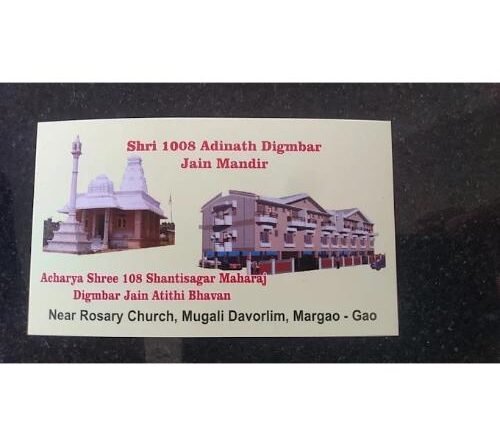 Shri 1008 Adinath Digmbar
Jain Mandir
Acharya Shree 108 Shantisagar Maharaj
Digmbar Jain Atithi Bhavan
Near Rosary Church, Mugali Davorlim, Margao - Gao